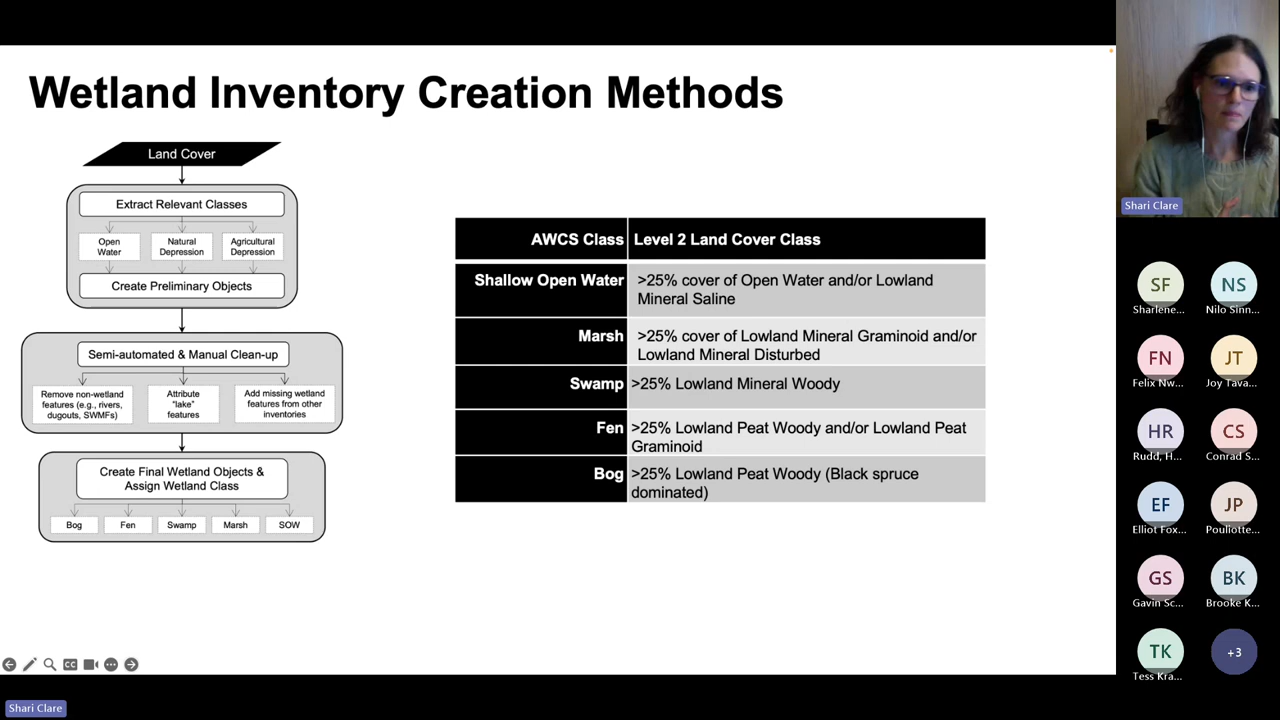 Wetland Inventory Creation Methods
Land Cover
Extract Relevant Classes
Open
Water
Natural
Depression
Agricultural
Depression
Create Preliminary Objects
Semi-automated & Manual Clean-up
Remove non-wetland
features (e.g., rivers,
dugouts, SWMFs)
Attribute
"lake"
features
Add missing wetland
features from other
inventories
Create Final Wetland Objects &
Assign Wetland Class
Bog
Fen
Swamp
Marsh
SOW
AWCS Class
Level 2 Land Cover Class
Shallow Open Water
>25% cover of Open Water and/or Lowland
Mineral Saline
Marsh
>25% cover of Lowland Mineral Graminoid and/or
Lowland Mineral Disturbed
Swamp
>25% Lowland Mineral Woody
Fen
>25% Lowland Peat Woody and/or Lowland Peat
Graminoid
Bog
>25% Lowland Peat Woody (Black spruce
dominated)
CC
Shari Clare
SF
Sharlene...
NS
Nilo Sinn...
FN
Felix Nw...
JT
Joy Tava...
HR
Rudd, H...
CS
Conrad S...
EF
Elliot Fox...
JP
Pouliotte...
GS
Gavin Sc...
BK
Brooke K...
TK
Tess Kra...
+3
Shari Clare